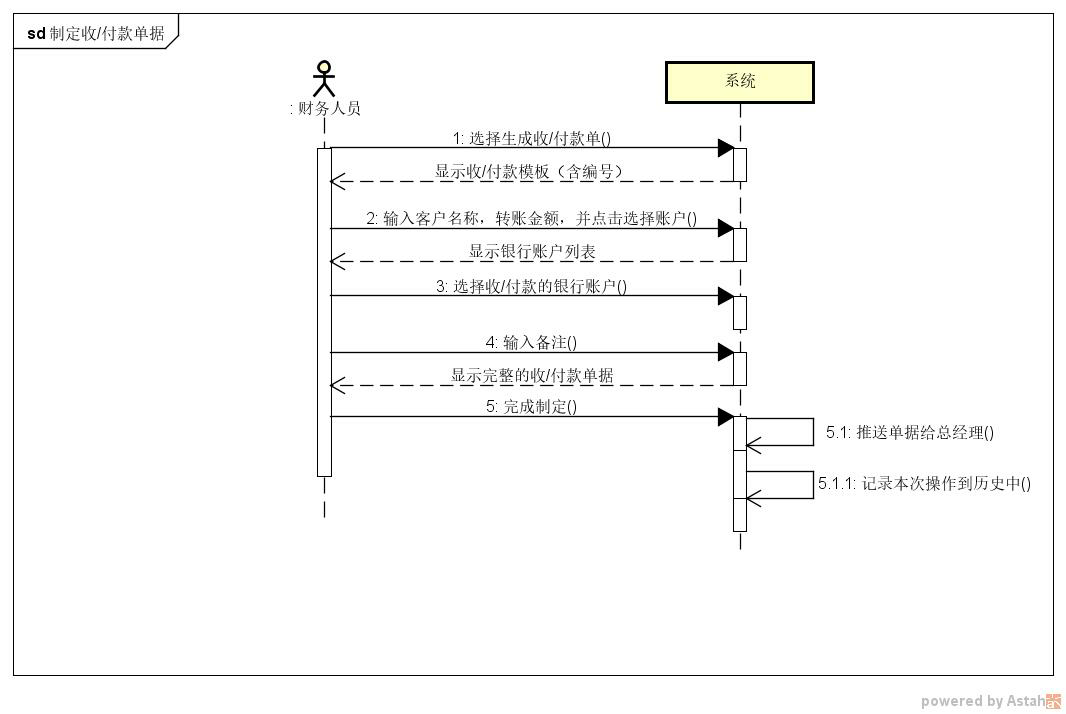 sd 制定收/付款单据
: 财务人员
系统
1: 选择生成收/付款单()
显示收/付款模板（含编号）
2: 输入客户名称，转账金额，并点击选择账户()
显示银行账户列表
3: 选择收/付款的银行账户()
4: 输入备注()
显示完整的收/付款单据
5: 完成制定()
5.1: 推送单据给总经理()
5.1.1: 记录本次操作到历史中()
powered by Astah